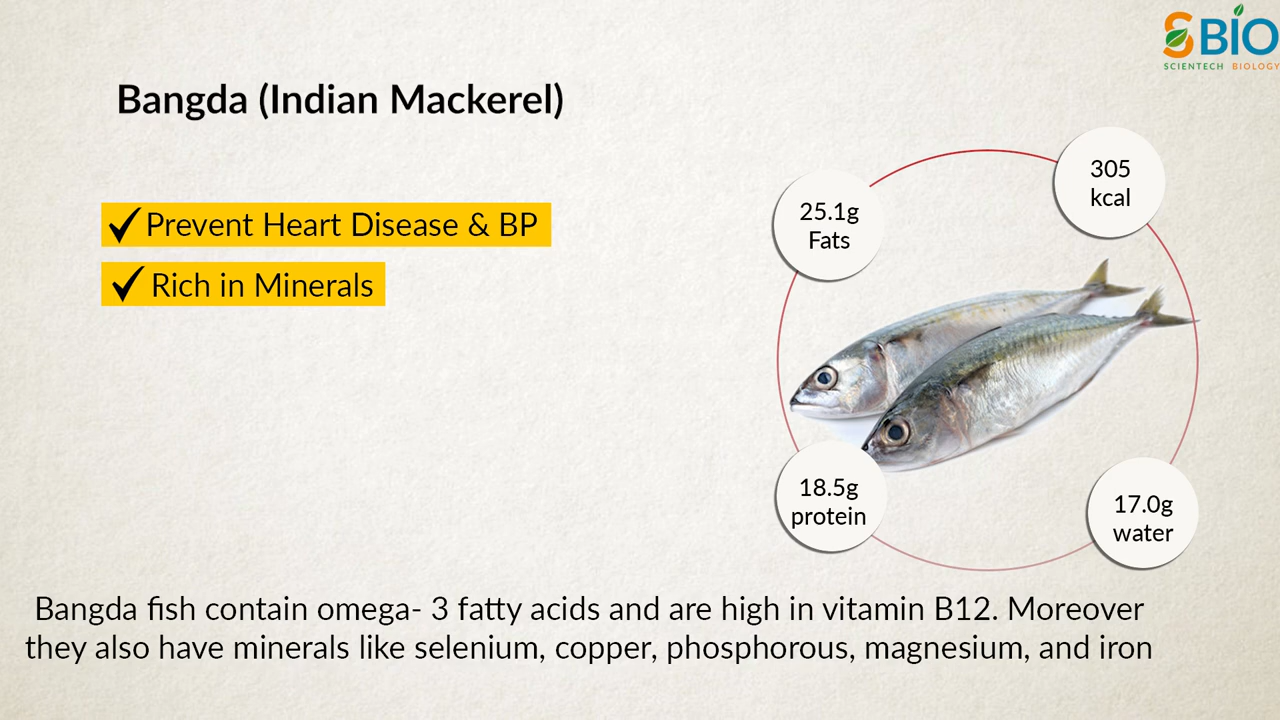 SBIO
SCIENTECH BIOLOGY
Bangda (Indian Mackerel)
✓Prevent Heart Disease & BP
✓ Rich in Minerals
305
kcal
25.1g
Fats
18.5g
protein
17.0g
water
Bangda fish contain omega- 3 fatty acids and are high in vitamin B12. Moreover
they also have minerals like selenium, copper, phosphorous, magnesium, and iron